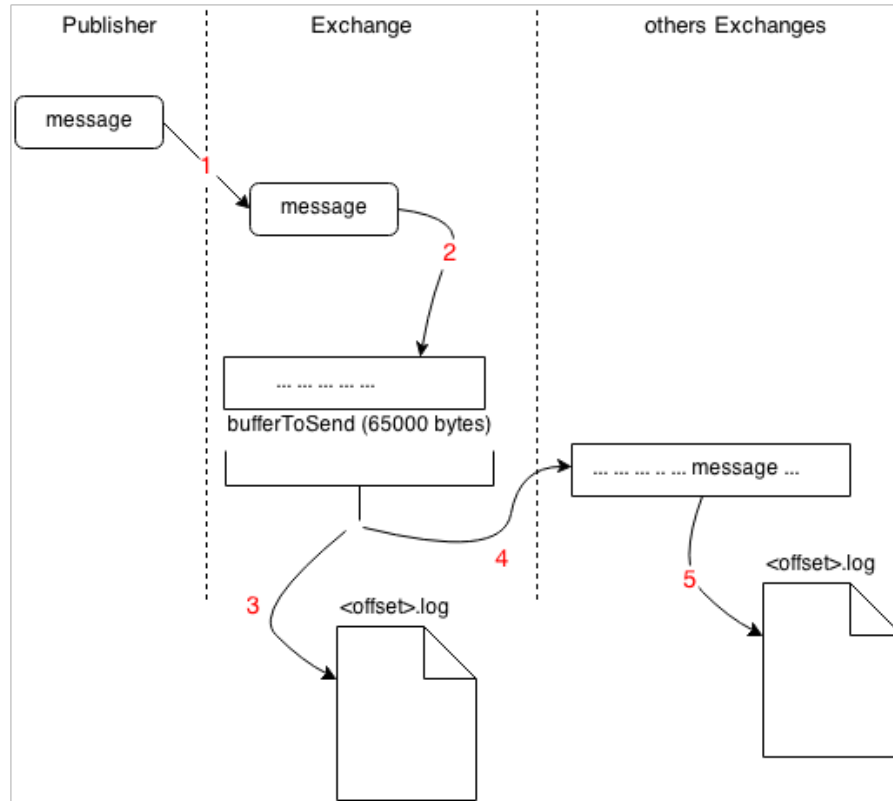 Publisher
Exchange
others Exchanges
message
1
message
2
... ... ... ... ...
bufferToSend (65000 bytes)
... ... ... .. ... message ...
4
5
<offset>.log
3
<offset>.log